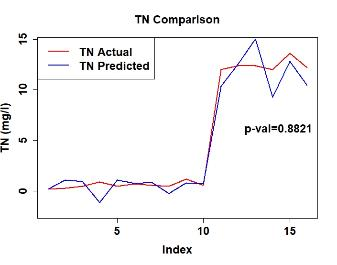 TN Comparison
TN Actual
TN Predicted
p-val=0.8821
TN (mg/l)
15
10
5
0
5
10
15
Index